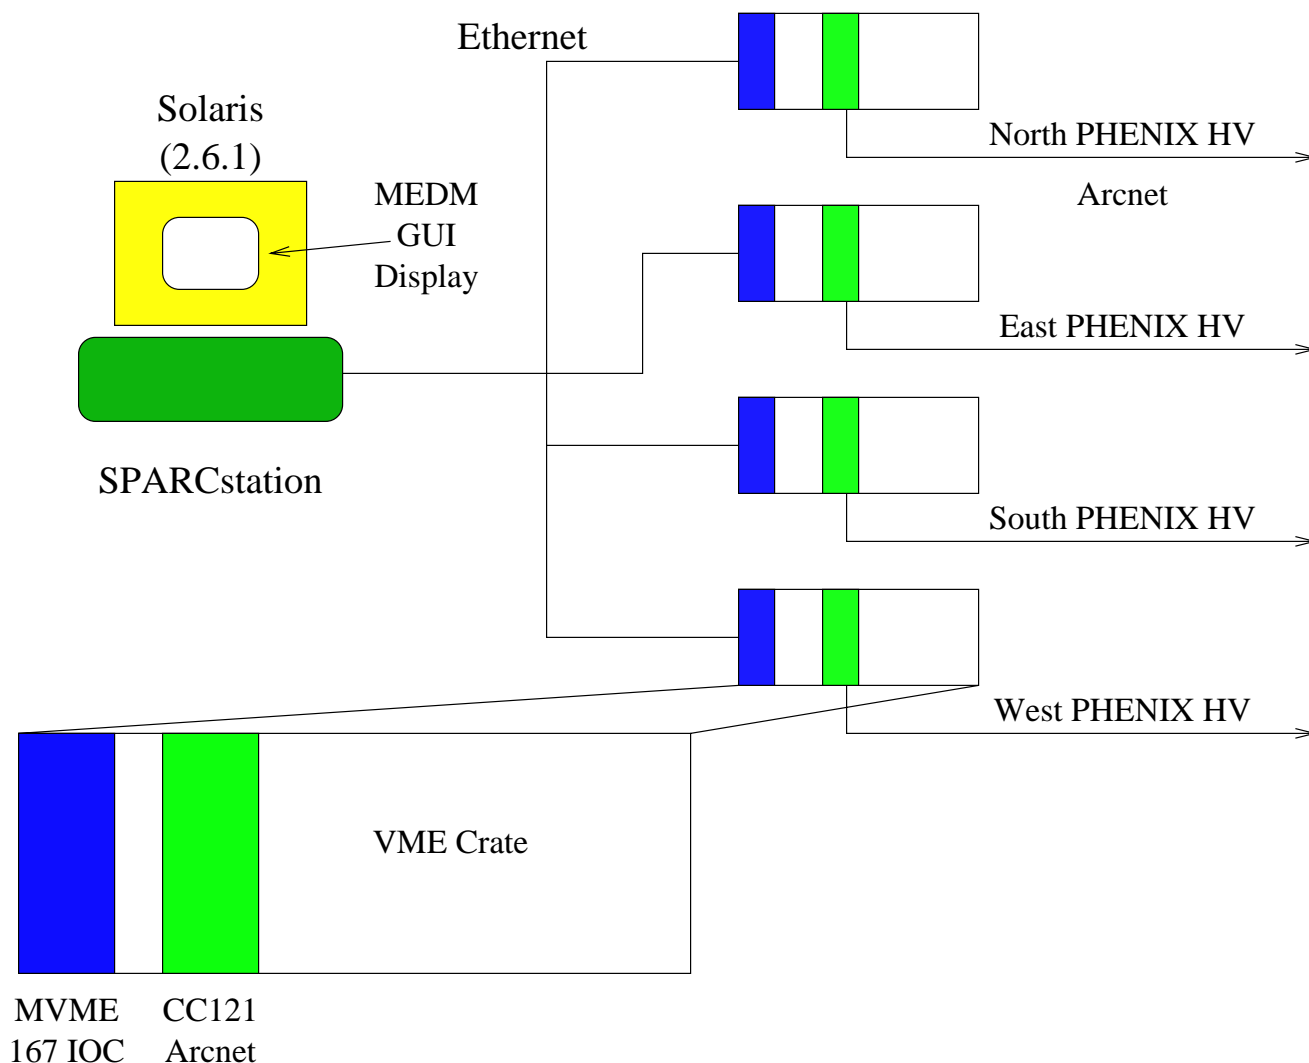 Ethernet
Solaris
(2.6.1)
MEDM
GUI
Display
SPARCstation
North PHENIX HV
Arcnet
East PHENIX HV
South PHENIX HV
West PHENIX HV
VME Crate
MVME
167 IOC
CC121
Arcnet